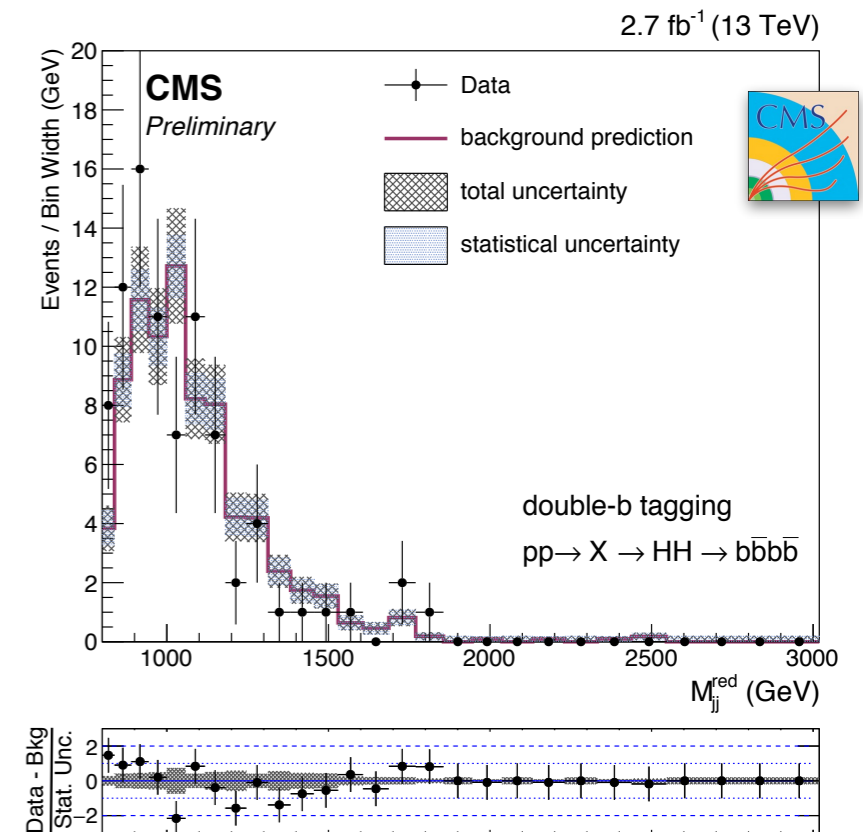 2.7 fb⁻¹ (13 TeV)
CMS
Preliminary
Data
background prediction
total uncertainty
statistical uncertainty
CMS
Events / Bin Width (GeV)
20
18
16
14
12
10
8
6
4
2
0
double-b tagging
pp→ X → HH → bb̅bb̅
1000 1500 2000 2500 3000
M_jj^red (GeV)
Data - Bkg
Stat. Unc.
2
0
−2